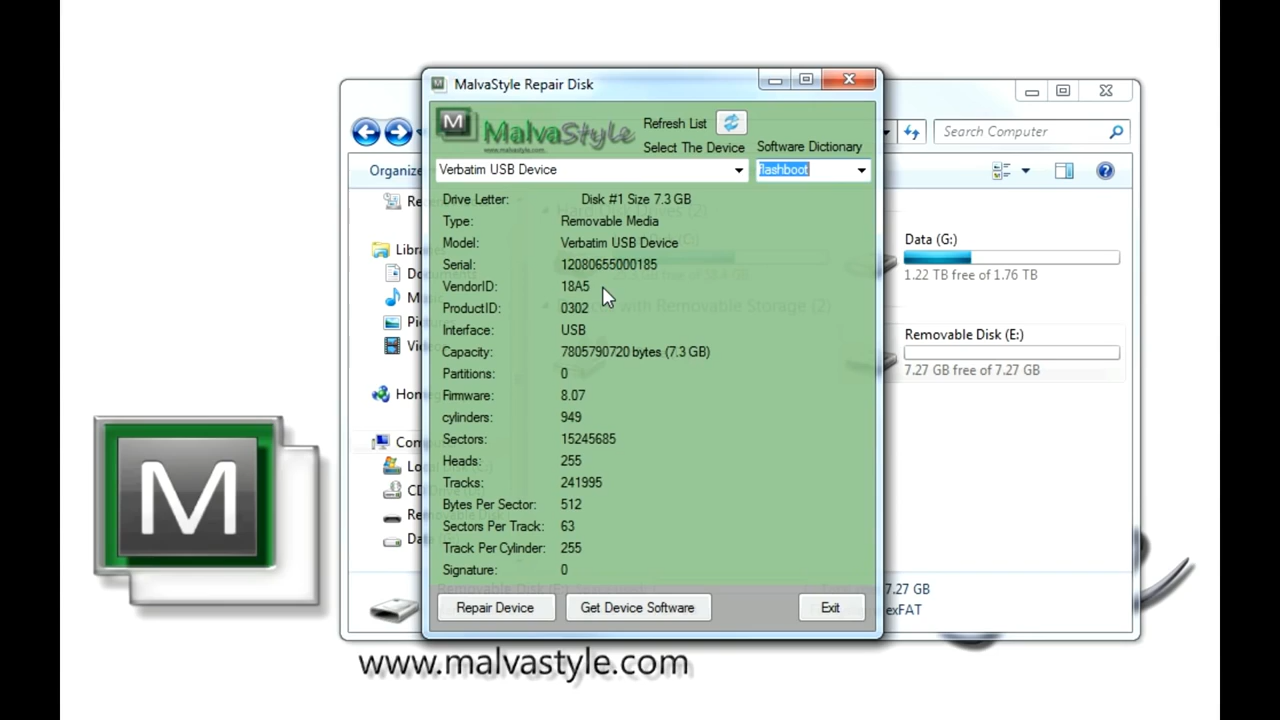 MalvaStyle Repair Disk
M MalvaStyle
www.malvastyle.com
Refresh List
Select The Device
Software Dictionary
Verbatim USB Device
flashboot
Drive Letter: Disk #1 Size 7.3 GB
Type: Removable Media
Model: Verbatim USB Device
Serial: 12080655000185
VendorID: 18A5
ProductID: 0302
Interface: USB
Capacity: 7805790720 bytes (7.3 GB)
Partitions: 0
Firmware: 8.07
cylinders: 949
Sectors: 15245685
Heads: 255
Tracks: 241995
Bytes Per Sector: 512
Sectors Per Track: 63
Track Per Cylinder: 255
Signature: 0
Repair Device
Get Device Software
Exit
Search Computer
Data (G:)
1.22 TB free of 1.76 TB
Removable Disk (E:)
7.27 GB free of 7.27 GB
7.27 GB
exFAT
M
www.malvastyle.com